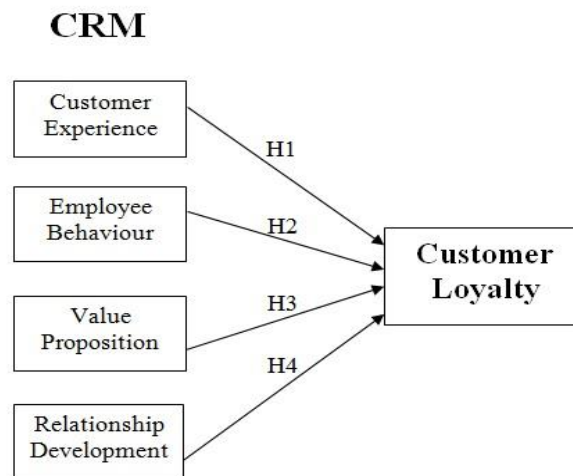 CRM
Customer
Experience
H1
Employee
Behaviour
H2
Customer
Loyalty
Value
Proposition
H3
H4
Relationship
Development